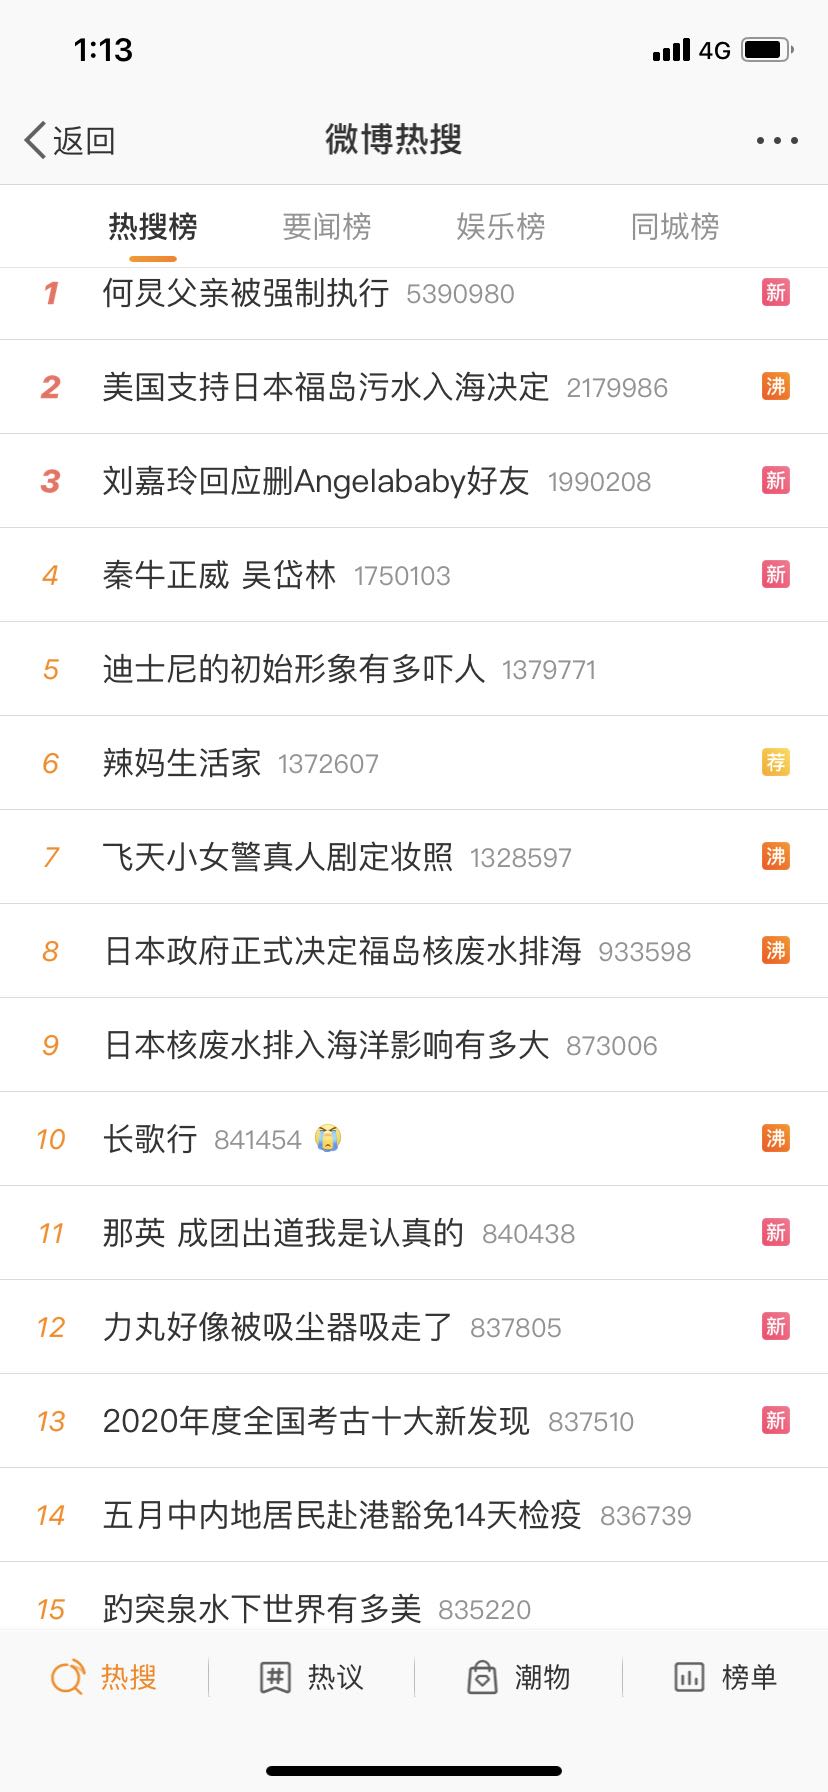 1:13
4G
返回
微博热搜
热搜榜 要闻榜 娱乐榜 同城榜
1 何炅父亲被强制执行 5390980 新
2 美国支持日本福岛污水入海决定 2179986 沸
3 刘嘉玲回应删Angelababy好友 1990208 新
4 秦牛正威 吴岱林 1750103 新
5 迪士尼的初始形象有多吓人 1379771
6 辣妈生活家 1372607 荐
7 飞天小女警真人剧定妆照 1328597 沸
8 日本政府正式决定福岛核废水排海 933598 沸
9 日本核废水排入海洋影响有多大 873006
10 长歌行 841454 沸
11 那英 成团出道我是认真的 840438 新
12 力丸好像被吸尘器吸走了 837805 新
13 2020年度全国考古十大新发现 837510 新
14 五月中内地居民赴港豁免14天检疫 836739
15 趵突泉水下世界有多美 835220
热搜 热议 潮物 榜单